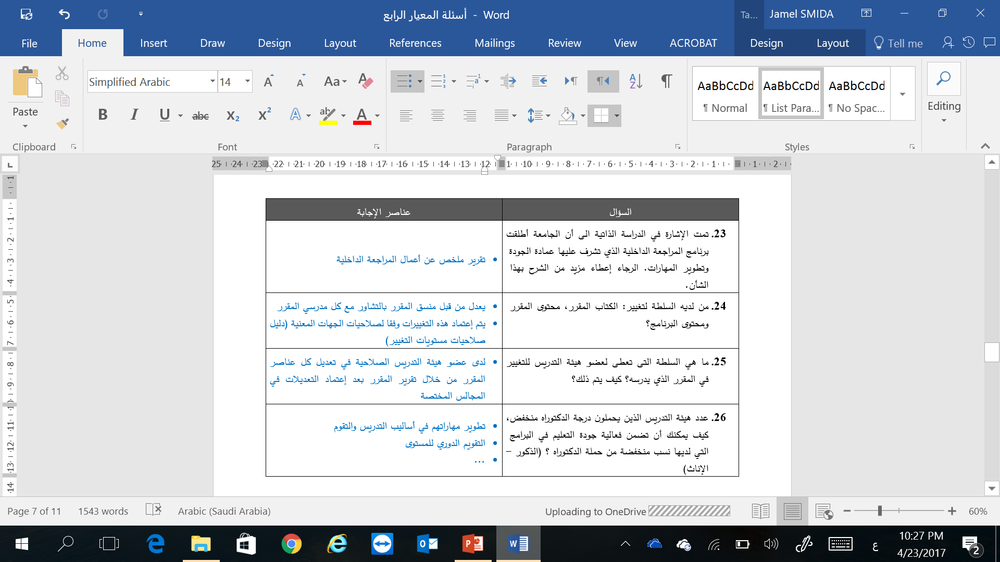 أسئلة المعيار الرابع - Word
Ta...
Jamel SMIDA
File
Home
Insert
Draw
Design
Layout
References
Mailings
Review
View
ACROBAT
Design
Layout
Tell me
Paste
Clipboard
Simplified Arabic
14
Font
Paragraph
AaBbCcDd
¶ Normal
AaBbCcDd
¶ List Para...
AaBbCcDd
¶ No Spac...
Styles
Editing
السؤال
عناصر الإجابة
23. تمت الإشارة في الدراسة الذاتية الى أن الجامعة أطلقت
برنامج المراجعة الداخلية الذي تشرف عليها عمادة الجودة
وتطوير المهارات. الرجاء إعطاء مزيد من الشرح بهذا
الشأن.
• تقرير ملخص عن أعمال المراجعة الداخلية
24. من لديه السلطة لتغيير: الكتاب المقرر، محتوى المقرر
ومحتوى البرنامج؟
• يعدل من قبل منسق المقرر بالتشاور مع كل مدرسي المقرر
• يتم إعتماد هذه التغييرات وفقا لصلاحيات الجهات المعنية (دليل
صلاحيات مستويات التغيير)
25. ما هي السلطة التى تعطى لعضو هيئة التدريس للتغيير
في المقرر الذي يدرسه؟ كيف يتم ذلك؟
• لدى عضو هيئة التدريس الصلاحية في تعديل كل عناصر
المقرر من خلال تقرير المقرر بعد إعتماد التعديلات في
المجالس المختصة
26. عدد هيئة التدريس الذين يحملون درجة الدكتوراه منخفض،
كيف يمكنك أن تضمن فعالية جودة التعليم في البرامج
التي لديها نسب منخفضة من حملة الدكتوراه ؟ (الذكور –
الإناث)
• تطوير مهاراتهم في أساليب التدريس والتقوم
• التقويم الدوري للمستوى
• ...
Page 7 of 11
1543 words
Arabic (Saudi Arabia)
Uploading to OneDrive
60%
ع
10:27 PM
4/23/2017
2